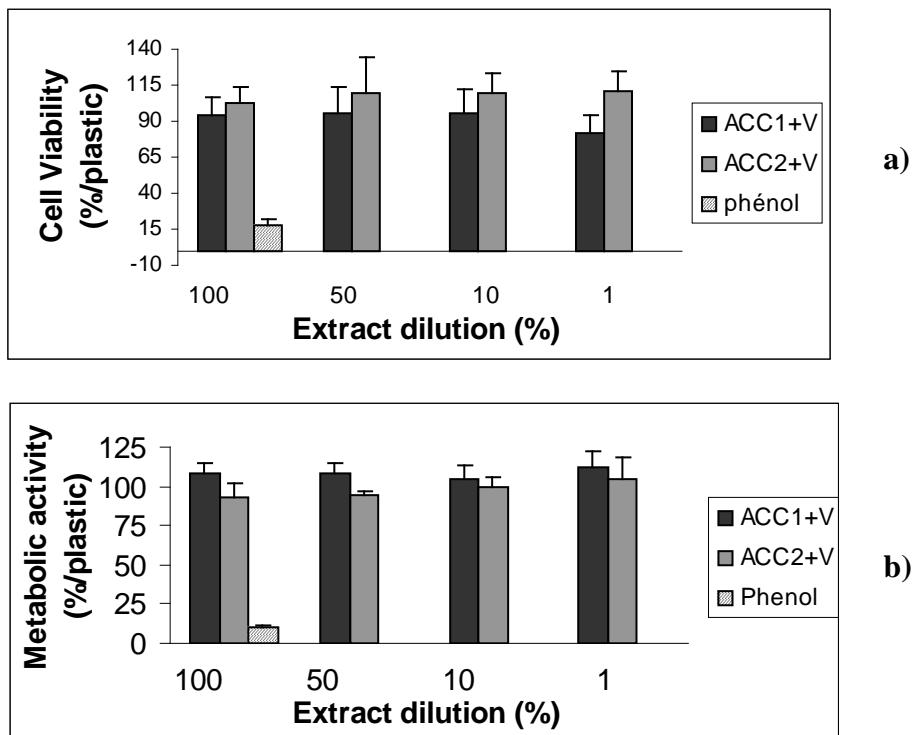 140
115
90
65
40
15
-10
Cell Viability
(%/plastic)
100 50 10 1
Extract dilution (%)
ACC1+V
ACC2+V
phénol
a)
125
100
75
50
25
0
Metabolic activity
(%/plastic)
100 50 10 1
Extract dilution (%)
ACC1+V
ACC2+V
Phenol
b)